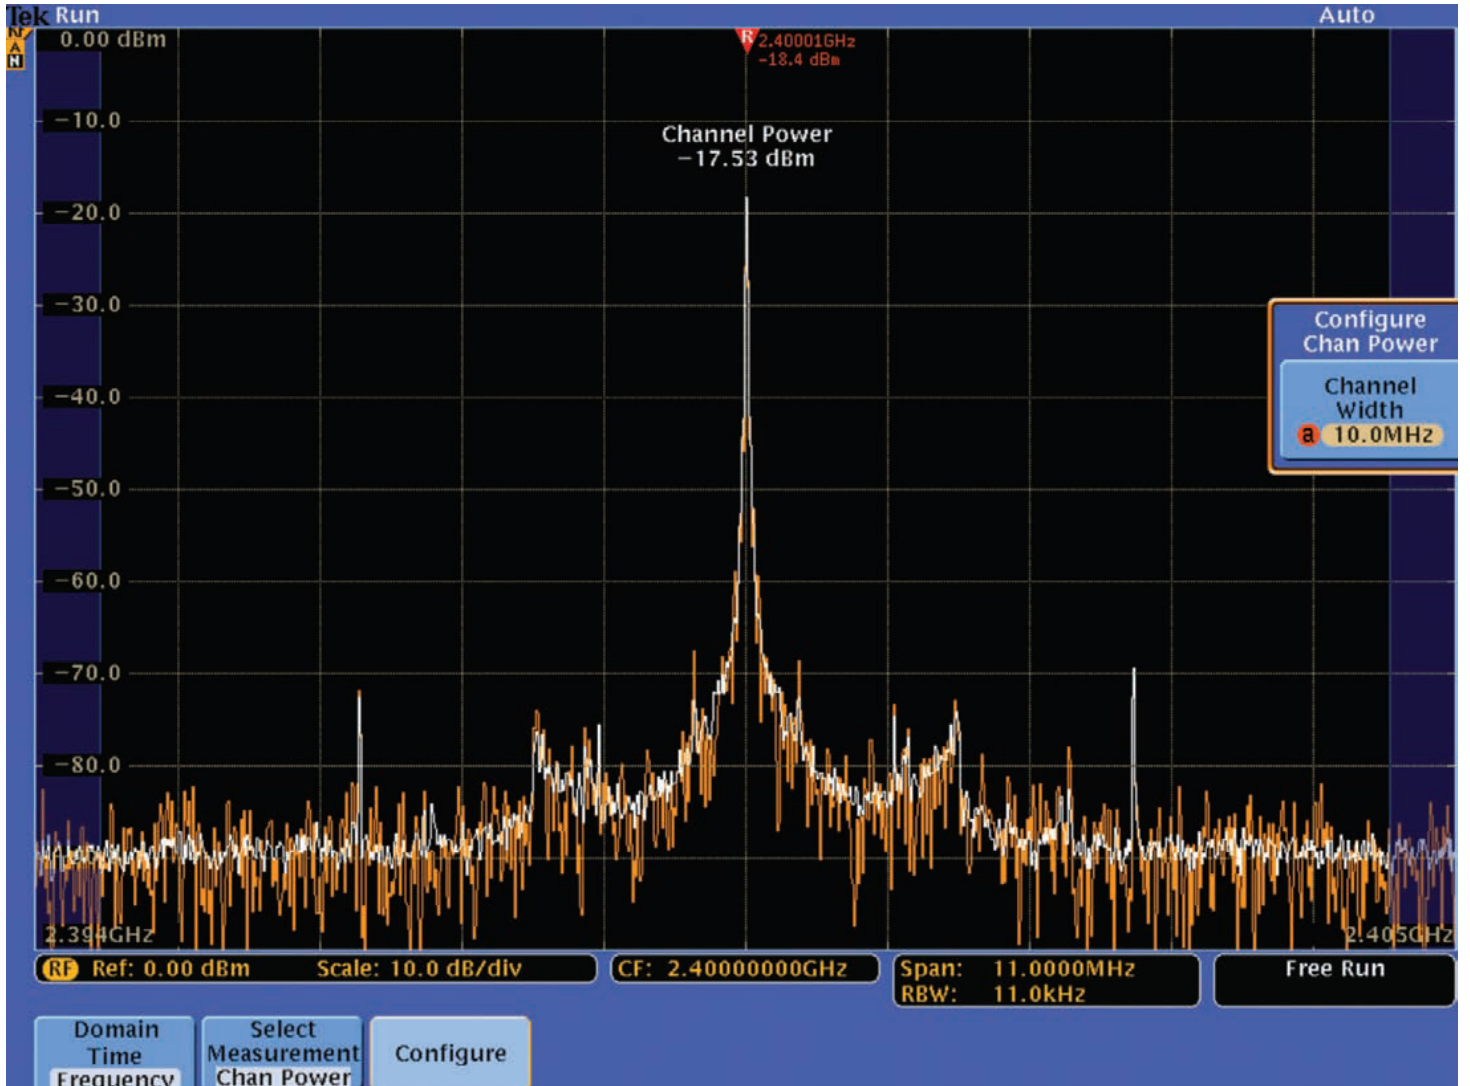 Tek Run
Auto
N
A
N
0.00 dBm
R 2.40001GHz
-18.4 dBm
-10.0
Channel Power
-17.53 dBm
-20.0
-30.0
Configure
Chan Power
Channel
Width
a 10.0MHz
-40.0
-50.0
-60.0
-70.0
-80.0
2.394GHz
2.405GHz
RF Ref: 0.00 dBm Scale: 10.0 dB/div
CF: 2.40000000GHz
Span: 11.0000MHz
RBW: 11.0kHz
Free Run
Domain
Time
Frequency
Select
Measurement
Chan Power
Configure